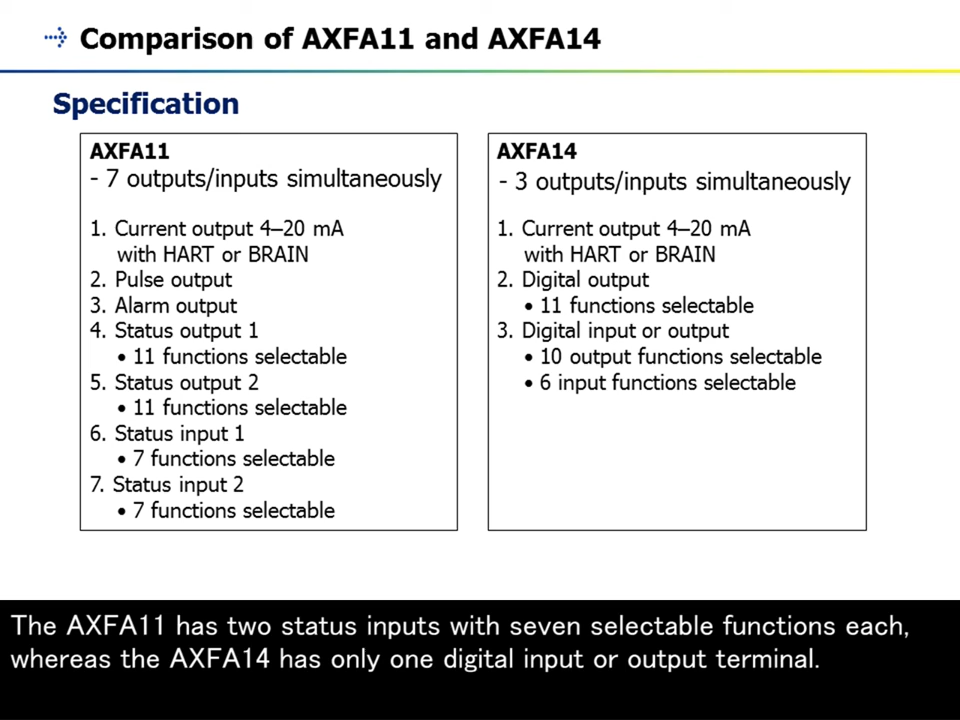 Comparison of AXFA11 and AXFA14
Specification
AXFA11
- 7 outputs/inputs simultaneously
1. Current output 4–20 mA
with HART or BRAIN
2. Pulse output
3. Alarm output
4. Status output 1
• 11 functions selectable
5. Status output 2
• 11 functions selectable
6. Status input 1
• 7 functions selectable
7. Status input 2
• 7 functions selectable
AXFA14
- 3 outputs/inputs simultaneously
1. Current output 4–20 mA
with HART or BRAIN
2. Digital output
• 11 functions selectable
3. Digital input or output
• 10 output functions selectable
• 6 input functions selectable
The AXFA11 has two status inputs with seven selectable functions each,
whereas the AXFA14 has only one digital input or output terminal.